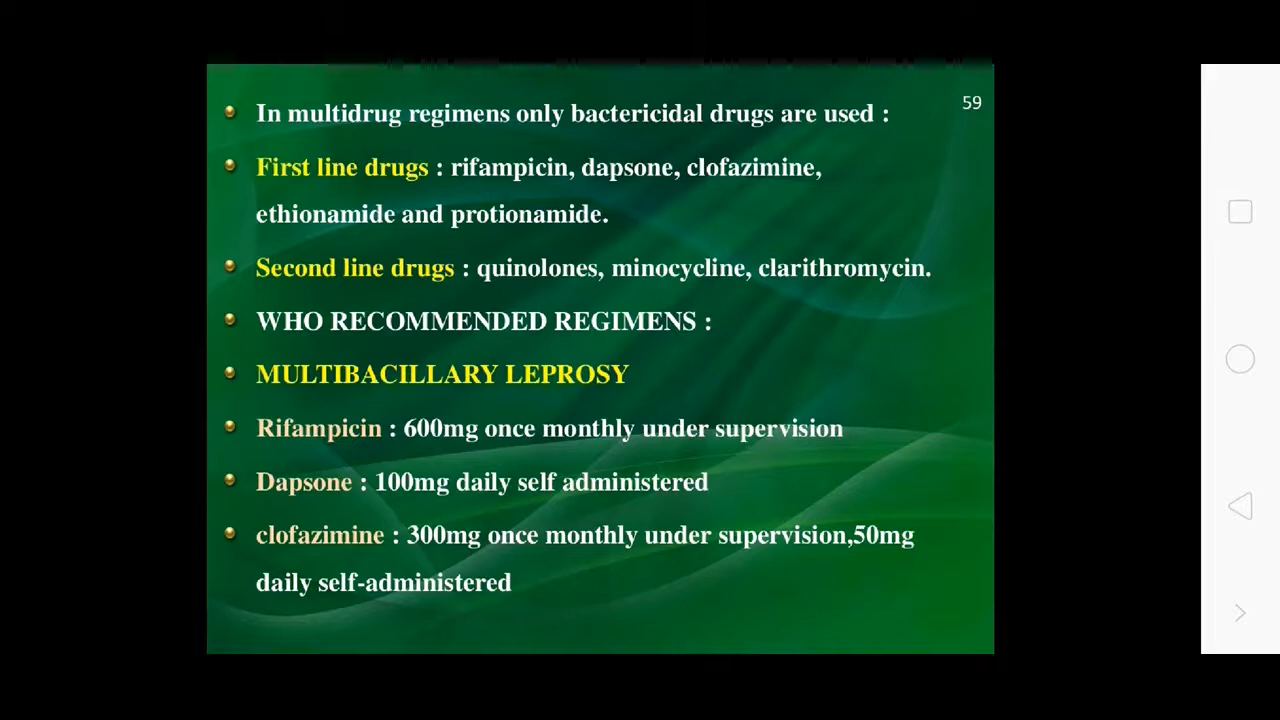 59
In multidrug regimens only bactericidal drugs are used :
First line drugs : rifampicin, dapsone, clofazimine,
ethionamide and protionamide.
Second line drugs : quinolones, minocycline, clarithromycin.
WHO RECOMMENDED REGIMENS :
MULTIBACILLARY LEPROSY
Rifampicin : 600mg once monthly under supervision
Dapsone : 100mg daily self administered
clofazimine : 300mg once monthly under supervision,50mg
daily self-administered